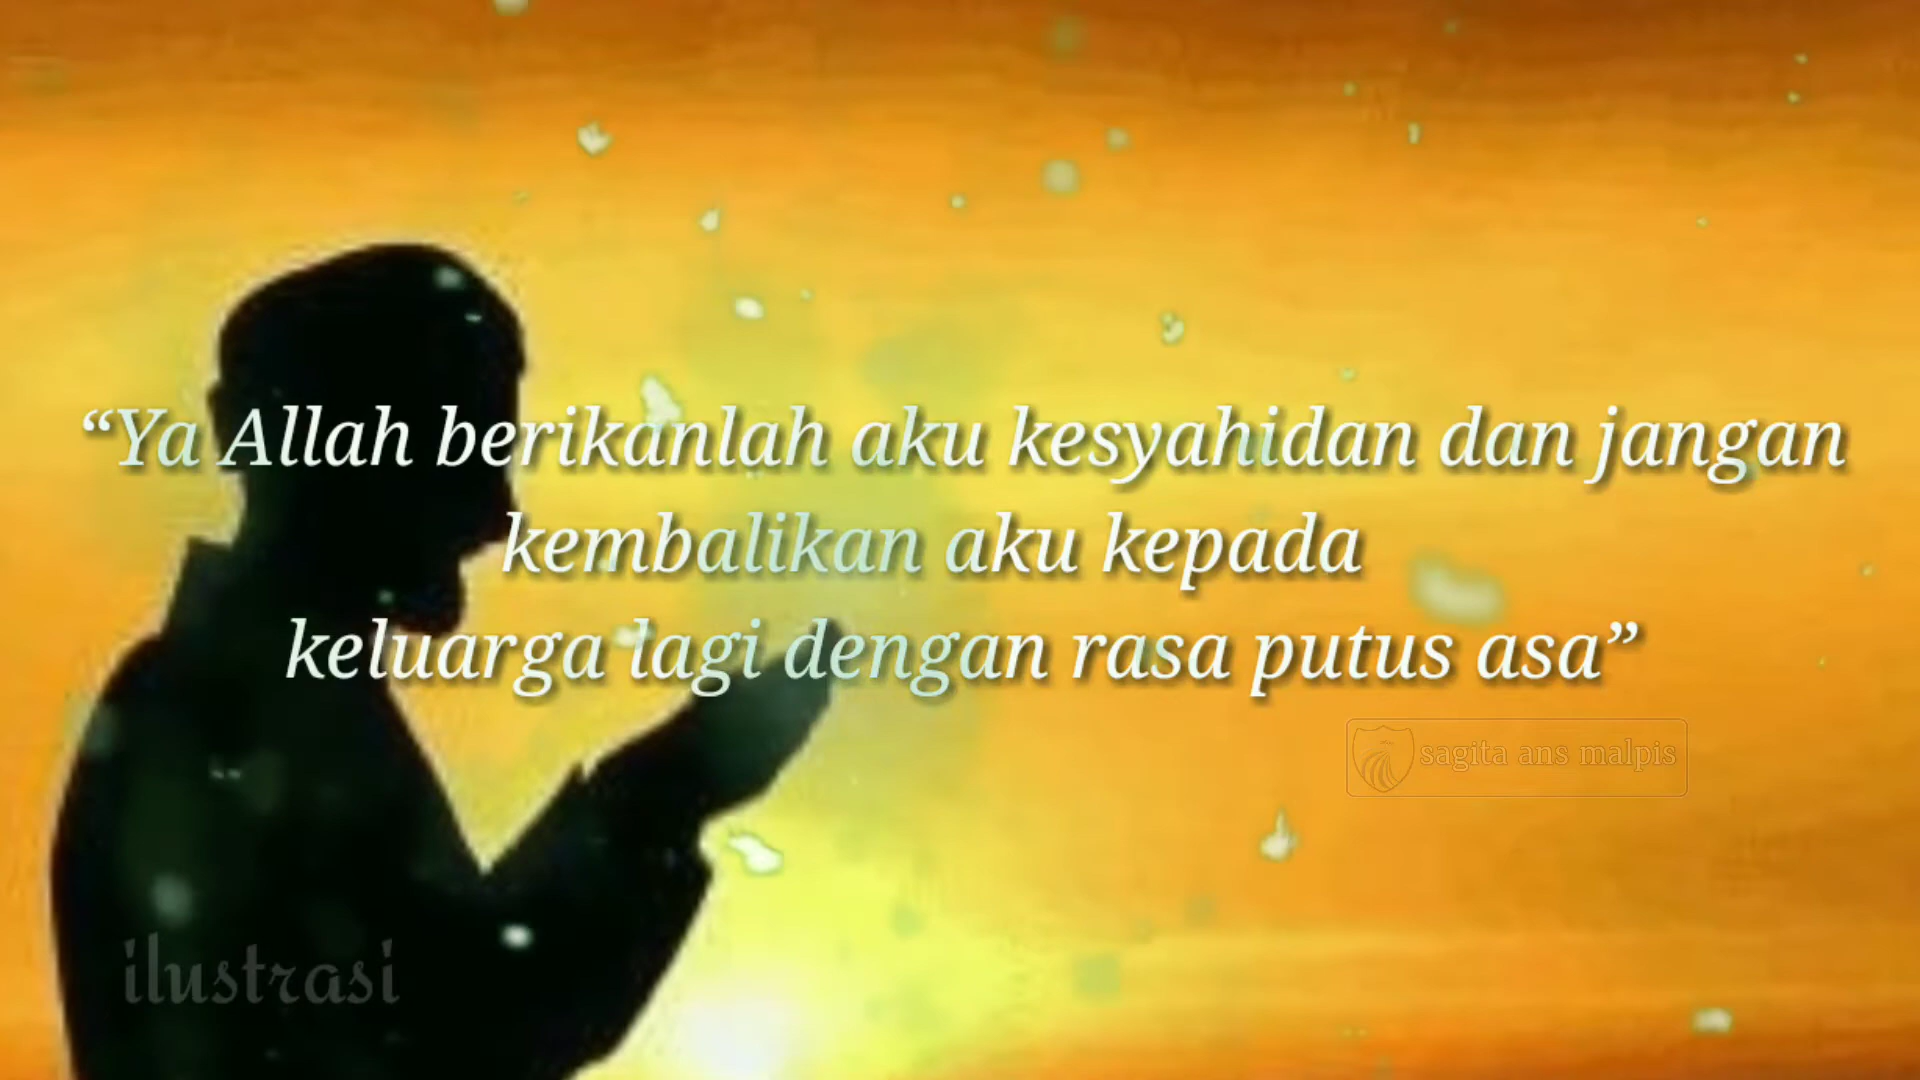 “Ya Allah berikanlah aku kesyahidan dan jangan
kembalikan aku kepada
keluarga lagi dengan rasa putus asa”
sagita ans malpis
ilustrasi